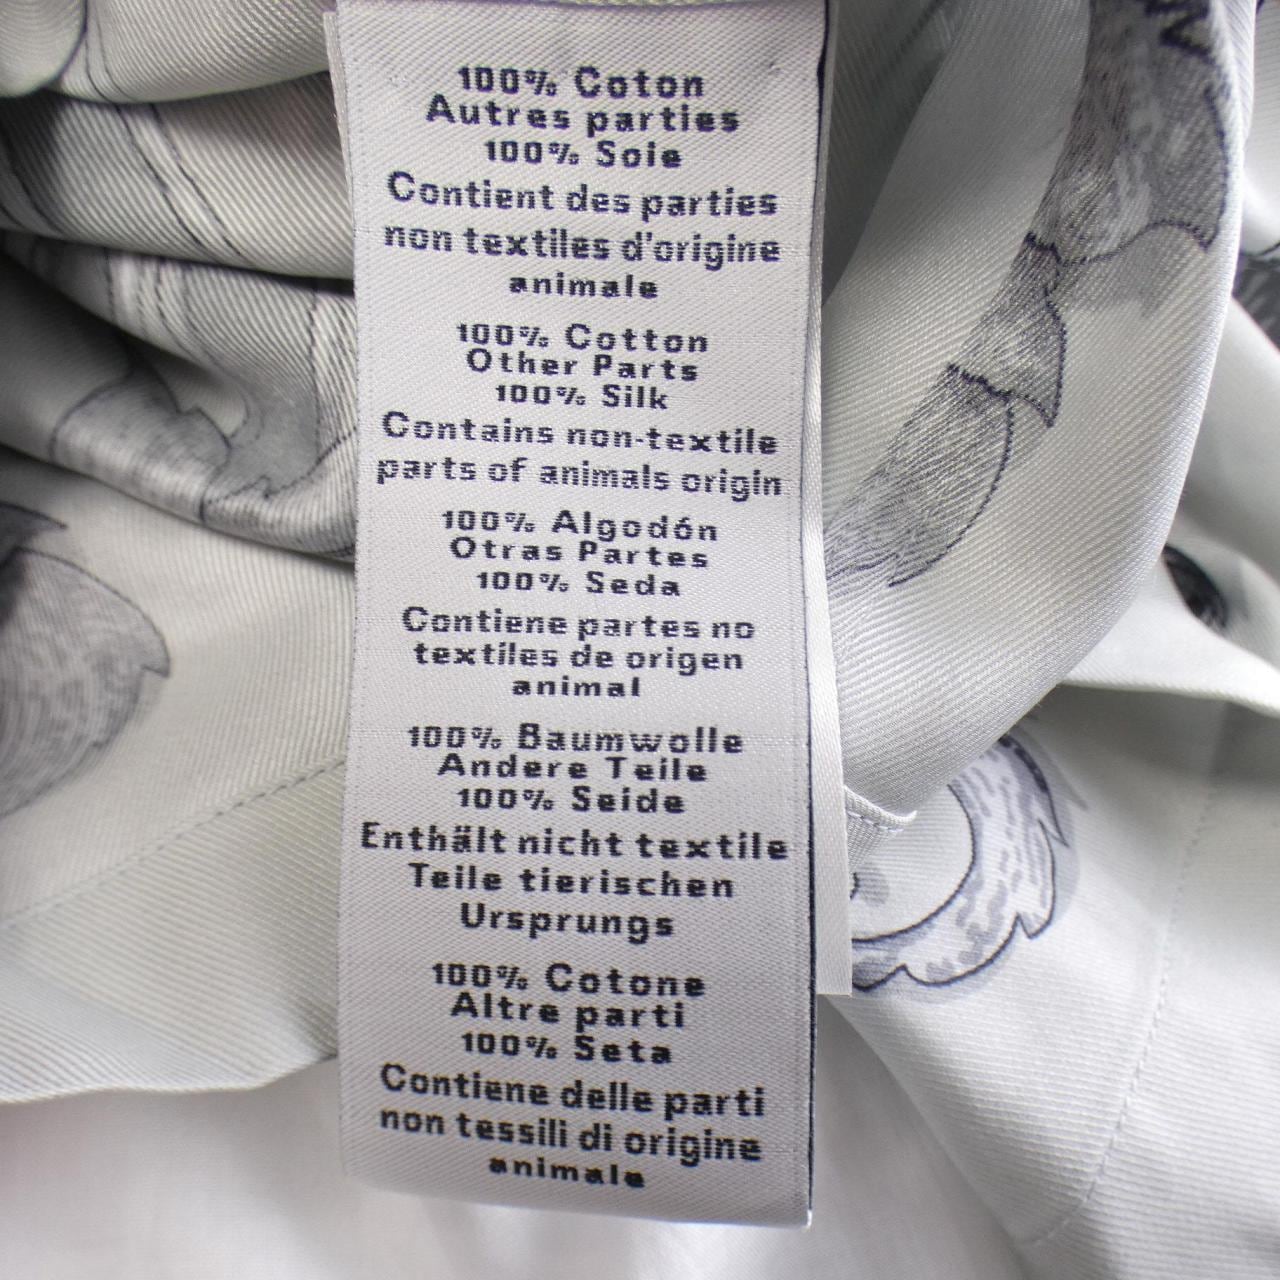 100% Coton
Autres parties
100% Soie
Contient des parties
non textiles d'origine
animale
100% Cotton
Other Parts
100% Silk
Contains non-textile
parts of animals origin
100% Algodón
Otras Partes
100% Seda
Contiene partes no
textiles de origen
animal
100% Baumwolle
Andere Teile
100% Seide
Enthält nicht textile
Teile tierischen
Ursprungs
100% Cotone
Altre parti
100% Seta
Contiene delle parti
non tessili di origine
animale